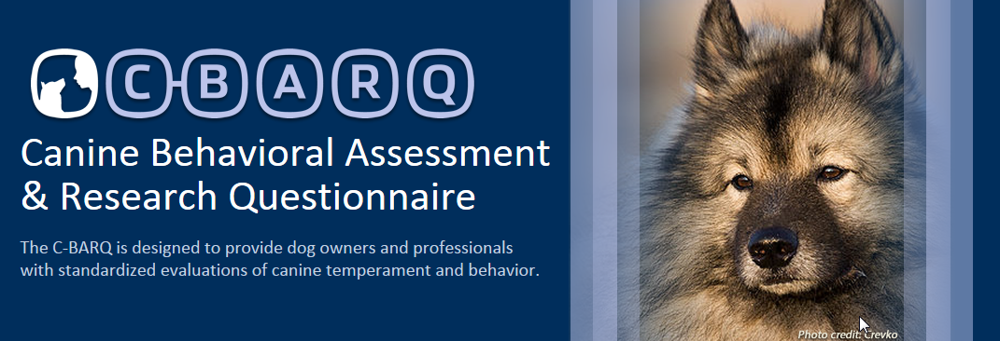 C-BARQ
Canine Behavioral Assessment
& Research Questionnaire
The C-BARQ is designed to provide dog owners and professionals
with standardized evaluations of canine temperament and behavior.
Photo credit: Crevko